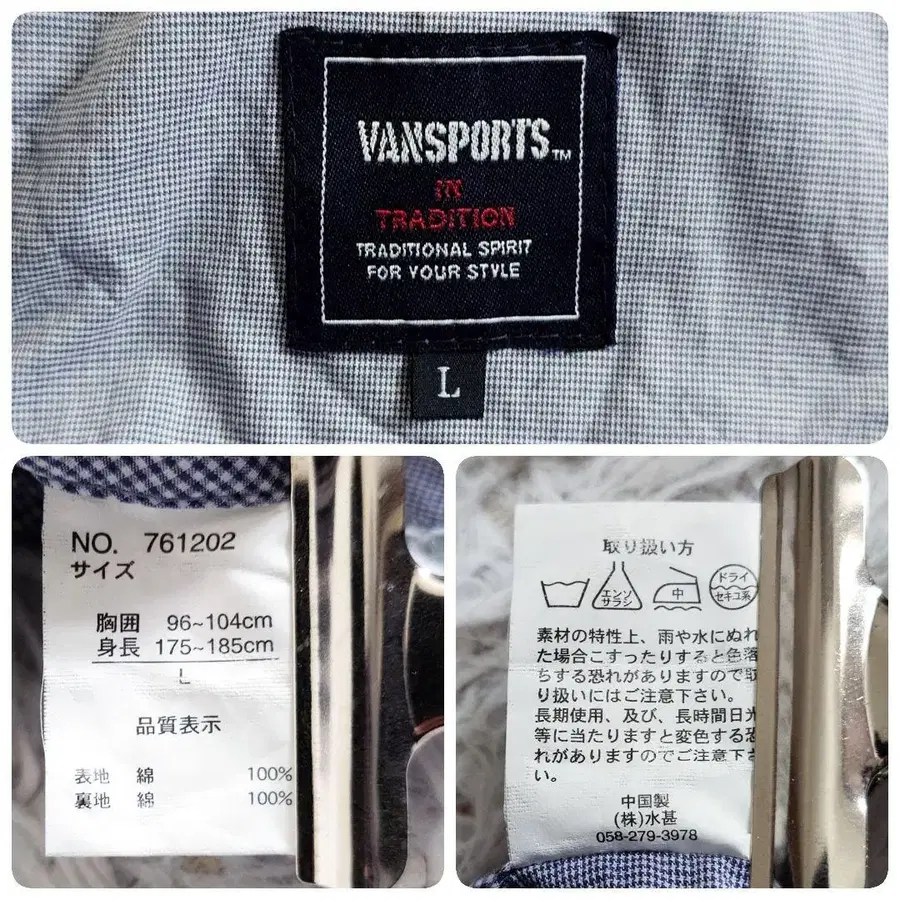 VANSPORTS™
IN
TRADITION
TRADITIONAL SPIRIT
FOR YOUR STYLE
L
NO. 761202
サイズ
胸囲 96~104cm
身長 175~185cm
L
品質表示
表地 綿 100%
裏地 綿 100%
取り扱い方
エンソ
サラシ
中
ドライ
セキユ系
素材の特性上、雨や水にぬれ
た場合こすったりすると色落
ちする恐れがありますので取
り扱いにはご注意下さい。
長期使用、及び、長時間日光
等に当たりますと変色する恐
れがありますのでご注意下さ
い。
中国製
(株)水甚
058-279-3978